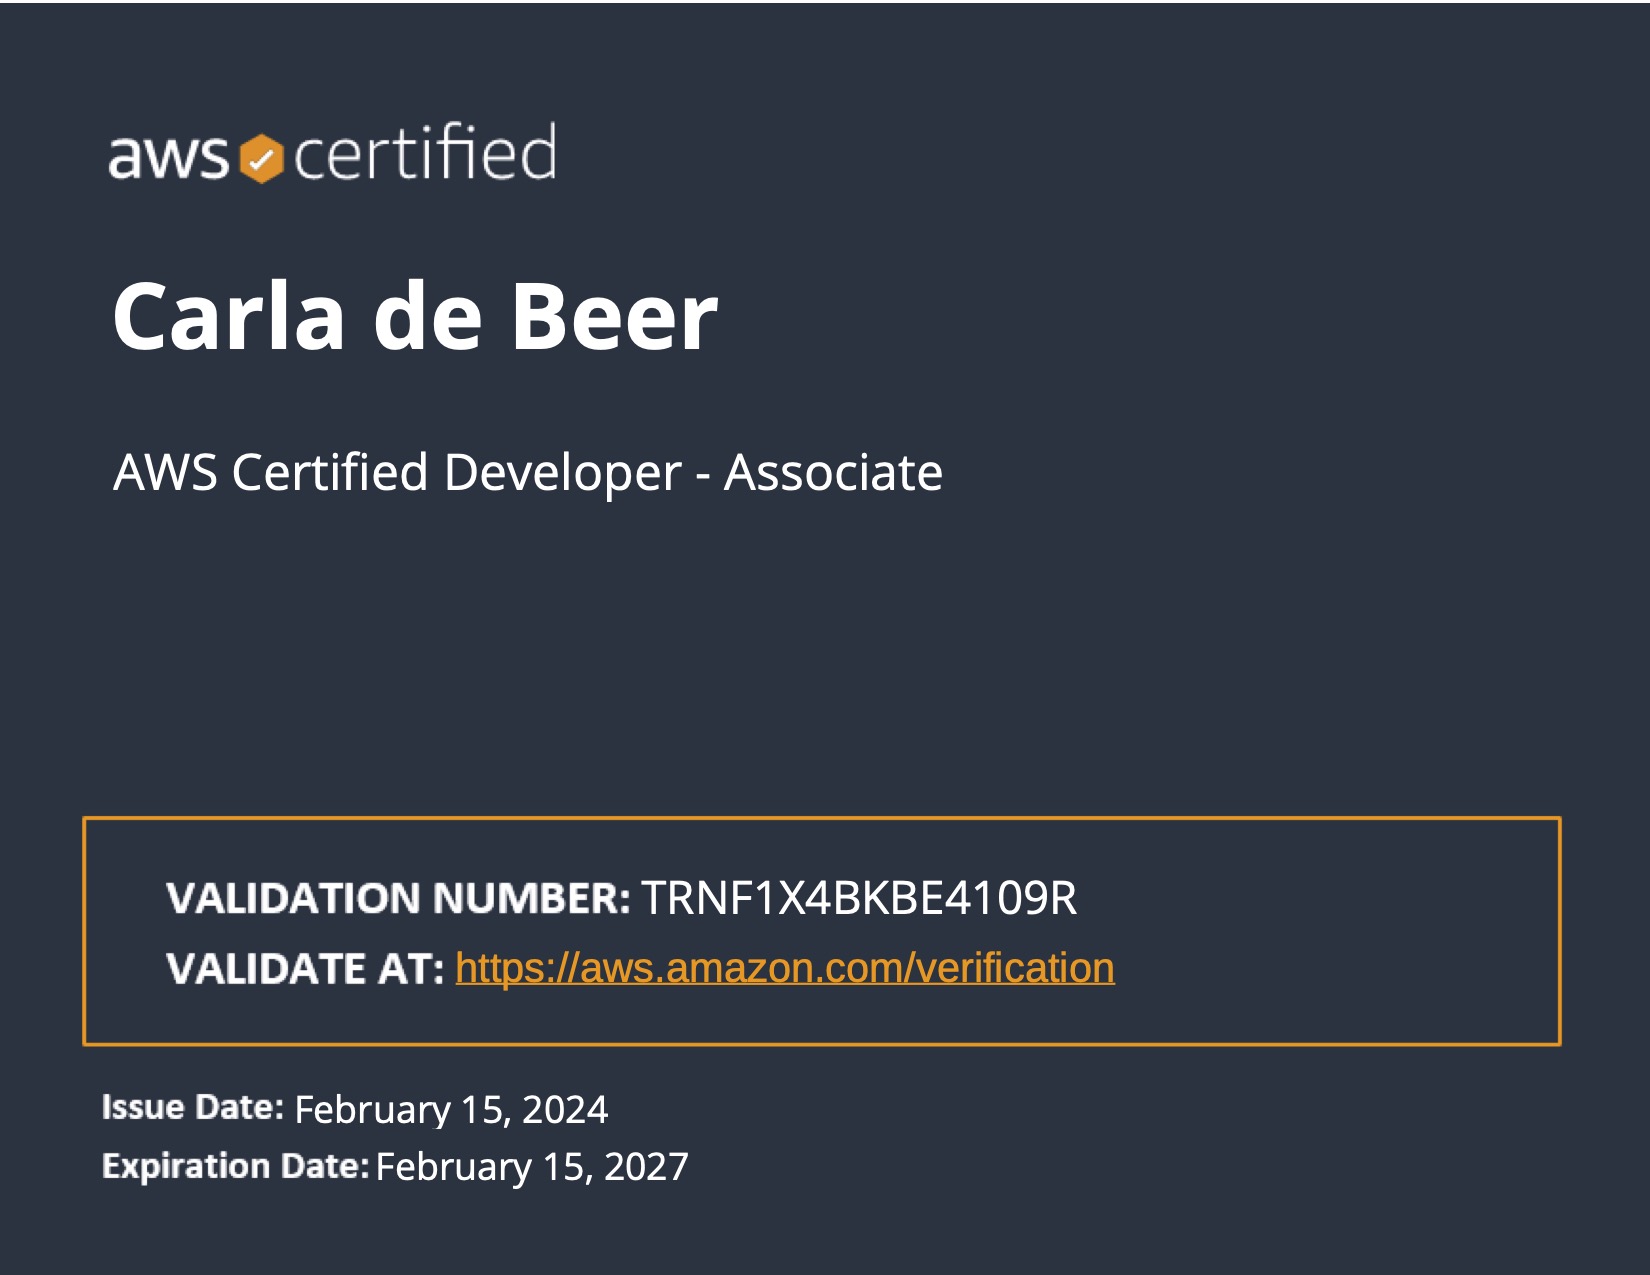 aws certified
Carla de Beer
AWS Certified Developer - Associate
VALIDATION NUMBER: TRNF1X4BKBE4109R
VALIDATE AT: https://aws.amazon.com/verification
Issue Date: February 15, 2024
Expiration Date: February 15, 2027